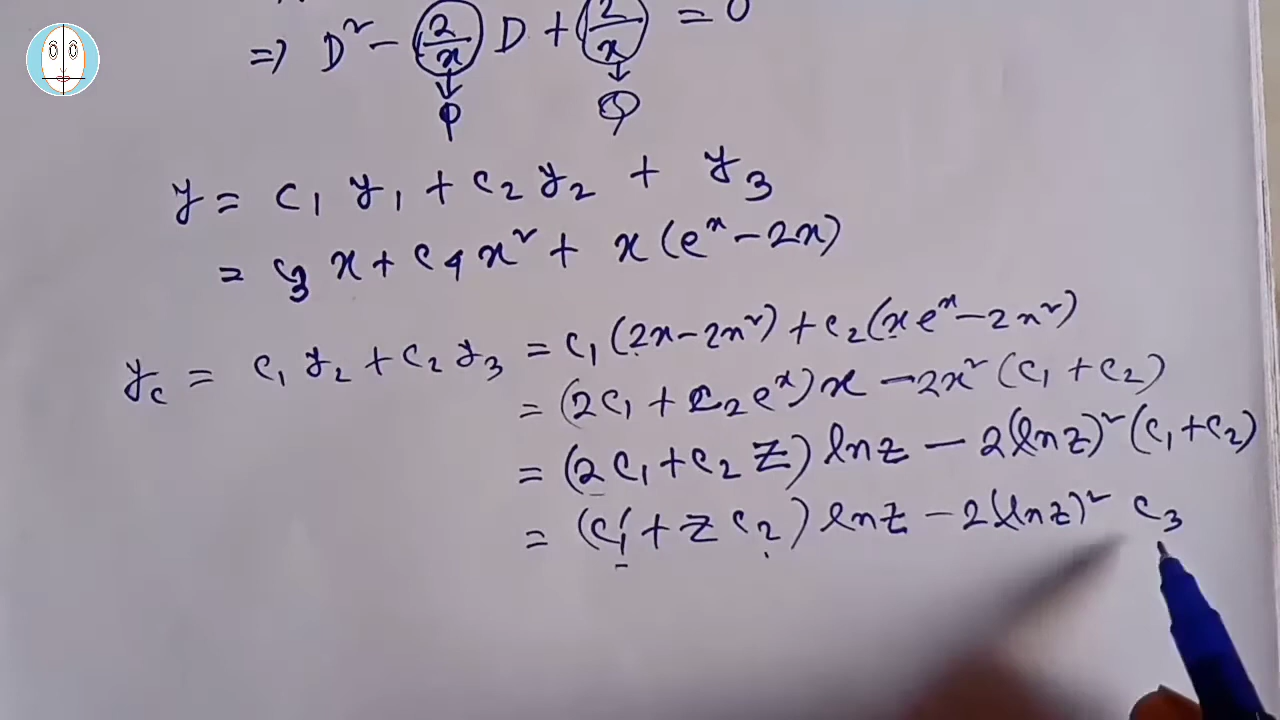 ⇒ D² - (2/x) D + (2/x) = 0
↓ ↓
P Q
y = c₁ y₁ + c₂ y₂ + y₃
= c₃ x + c₄ x² + x (eˣ - 2x)
y_c = c₁ y₂ + c₂ y₃ = c₁ (2x - 2x²) + c₂ (x eˣ - 2x²)
= (2c₁ + c₂ eˣ) x - 2x² (c₁ + c₂)
= (2c₁ + c₂ z) ln z - 2(ln z)² (c₁ + c₂)
= (c₁' + z c₂) ln z - 2(ln z)² c₃